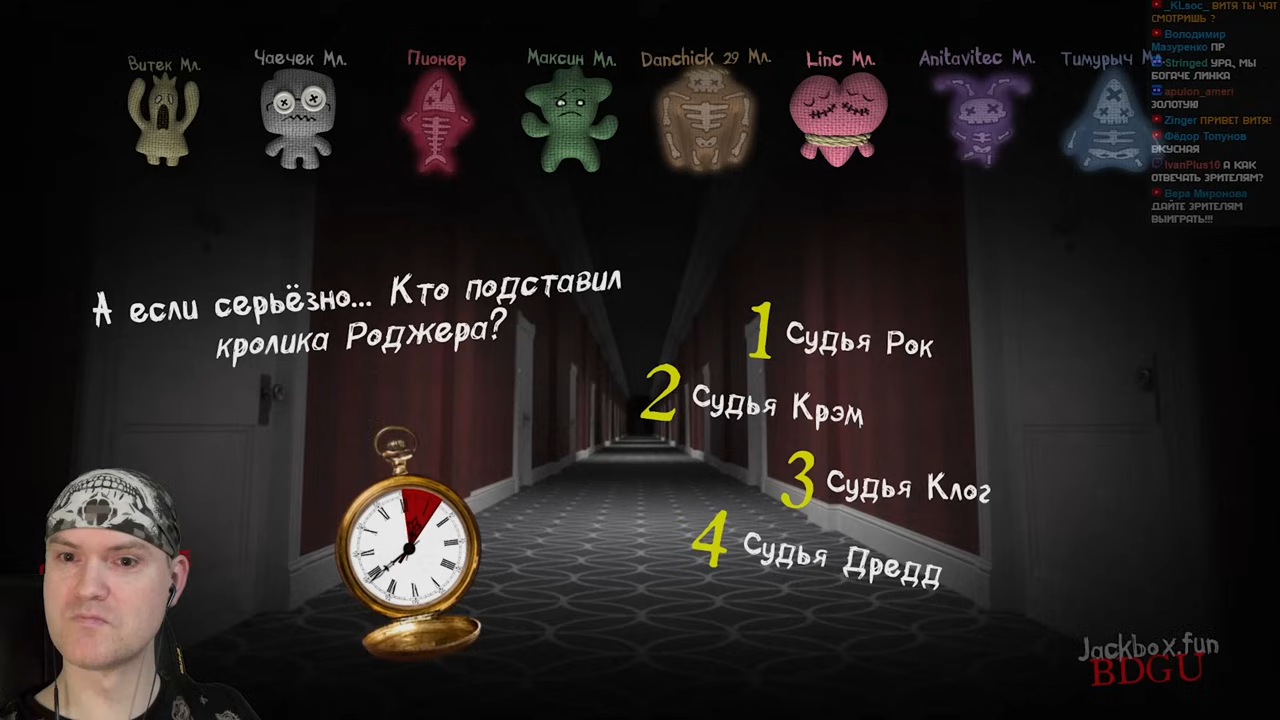 Витек Мл.
Чаечек Мл.
Пионер
Максин Мл.
Danchick 29 Мл.
Linc Мл.
Anitavitec Мл.
Тимурыч Мл.
_KLsoc_ ВИТЯ ТЫ ЧАТ
СМОТРИШЬ ?
Володимир
Мазуренко ПР
Stringed УРА, МЫ
БОГАЧЕ ЛИНКА
apulon_ameri
ЗОЛОТУЮ
Zinger ПРИВЕТ ВИТЯ!
Фёдор Топунов
ВКУСНАЯ
IvanPlus10 А КАК
ОТВЕЧАТЬ ЗРИТЕЛЯМ?
Вера Миронова
ДАЙТЕ ЗРИТЕЛЯМ
ВЫИГРАТЬ!!!
А если серьёзно... Кто подставил
кролика Роджера?
1 Судья Рок
2 Судья Крэм
3 Судья Клог
4 Судья Дредд
Jackbox.fun
BDGU